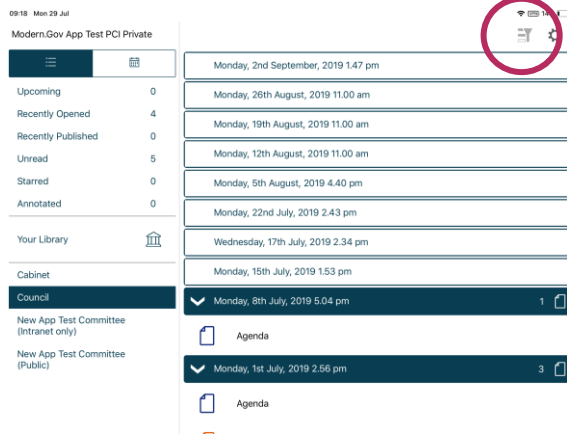 09:18 Mon 29 Jul
Modern.Gov App Test PCI Private
Upcoming 0
Recently Opened 4
Recently Published 0
Unread 5
Starred 0
Annotated 0
Your Library
Cabinet
Council
New App Test Committee
(Intranet only)
New App Test Committee
(Public)
Monday, 2nd September, 2019 1.47 pm
Monday, 26th August, 2019 11.00 am
Monday, 19th August, 2019 11.00 am
Monday, 12th August, 2019 11.00 am
Monday, 5th August, 2019 4.40 pm
Monday, 22nd July, 2019 2.43 pm
Wednesday, 17th July, 2019 2.34 pm
Monday, 15th July, 2019 1.53 pm
Monday, 8th July, 2019 5.04 pm 1
Agenda
Monday, 1st July, 2019 2.56 pm 3
Agenda